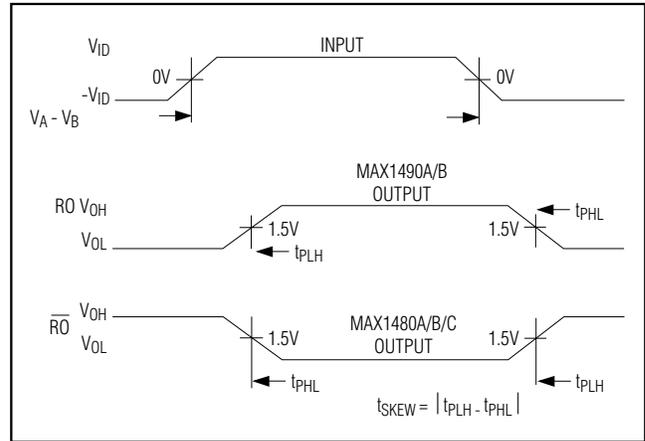 VID
INPUT
0V
0V
-VID
VA - VB
MAX1490A/B
OUTPUT
RO VOH
tPHL
1.5V
1.5V
VOL
tPLH
RO VOH
MAX1480A/B/C
OUTPUT
VOL
1.5V
1.5V
tPHL
tPLH
tSKEW = | tPLH - tPHL |